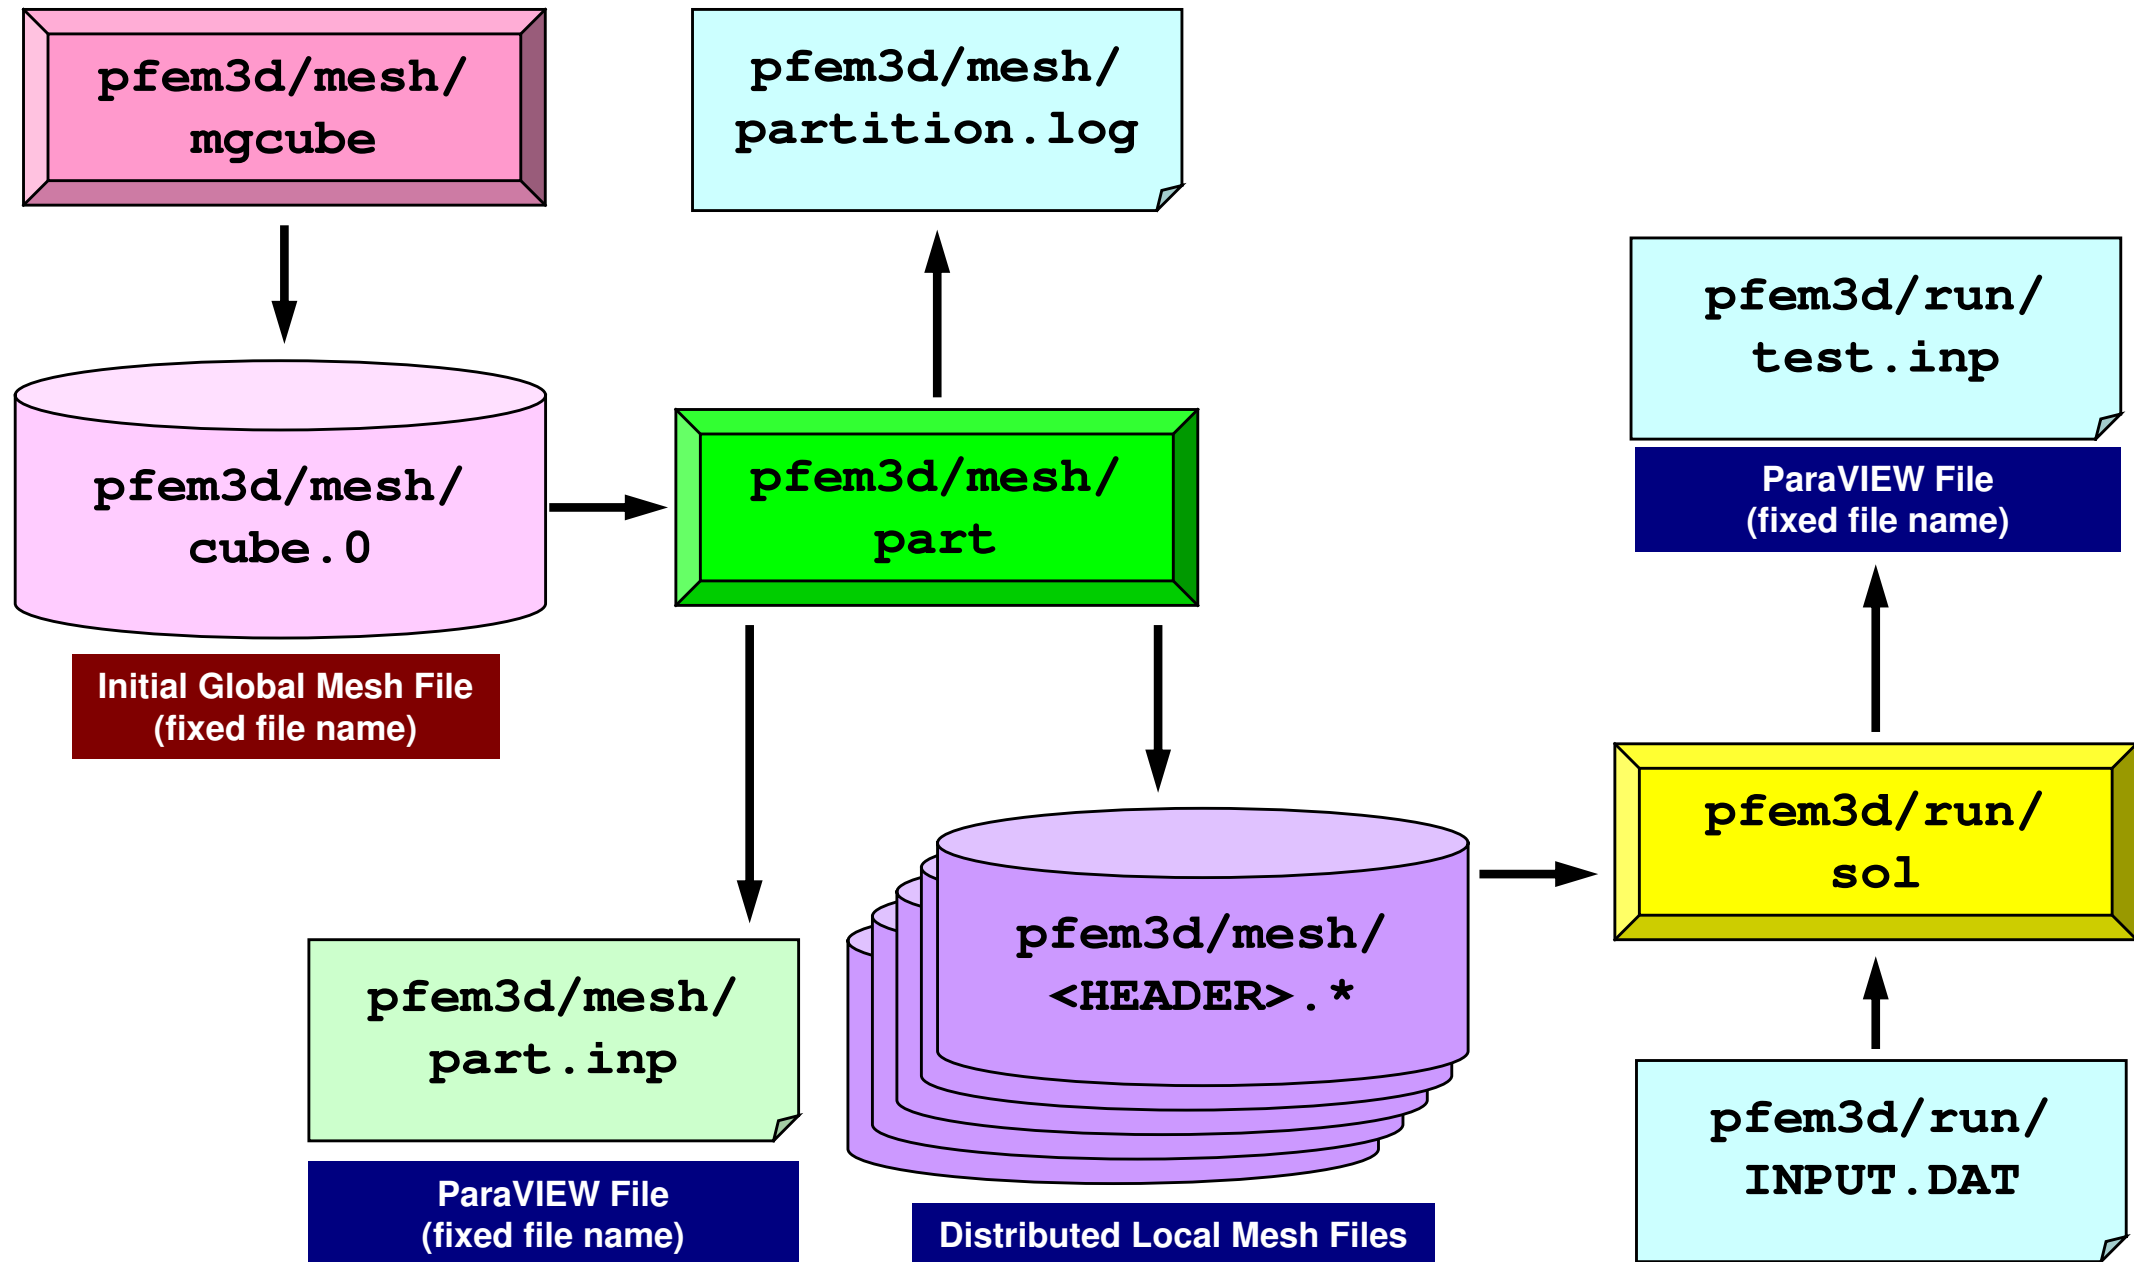 pfem3d/mesh/
mgcube
pfem3d/mesh/
partition.log
pfem3d/run/
test.inp
ParaVIEW File
(fixed file name)
pfem3d/mesh/
cube.0
Initial Global Mesh File
(fixed file name)
pfem3d/mesh/
part
pfem3d/run/
sol
pfem3d/mesh/
<HEADER>.*
Distributed Local Mesh Files
pfem3d/mesh/
part.inp
ParaVIEW File
(fixed file name)
pfem3d/run/
INPUT.DAT